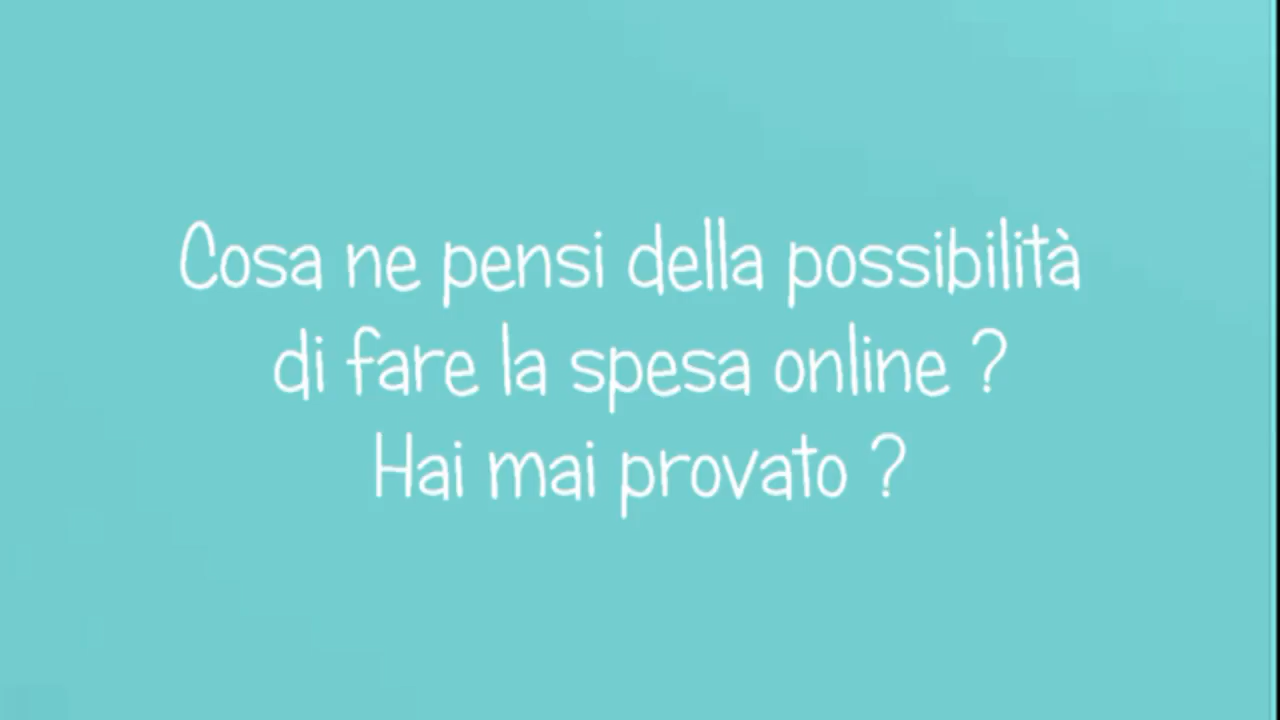 Cosa ne pensi della possibilità
di fare la spesa online ?
Hai mai provato ?